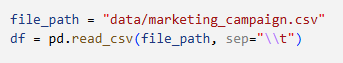 file_path = "data/marketing_campaign.csv"
df = pd.read_csv(file_path, sep="\\t")